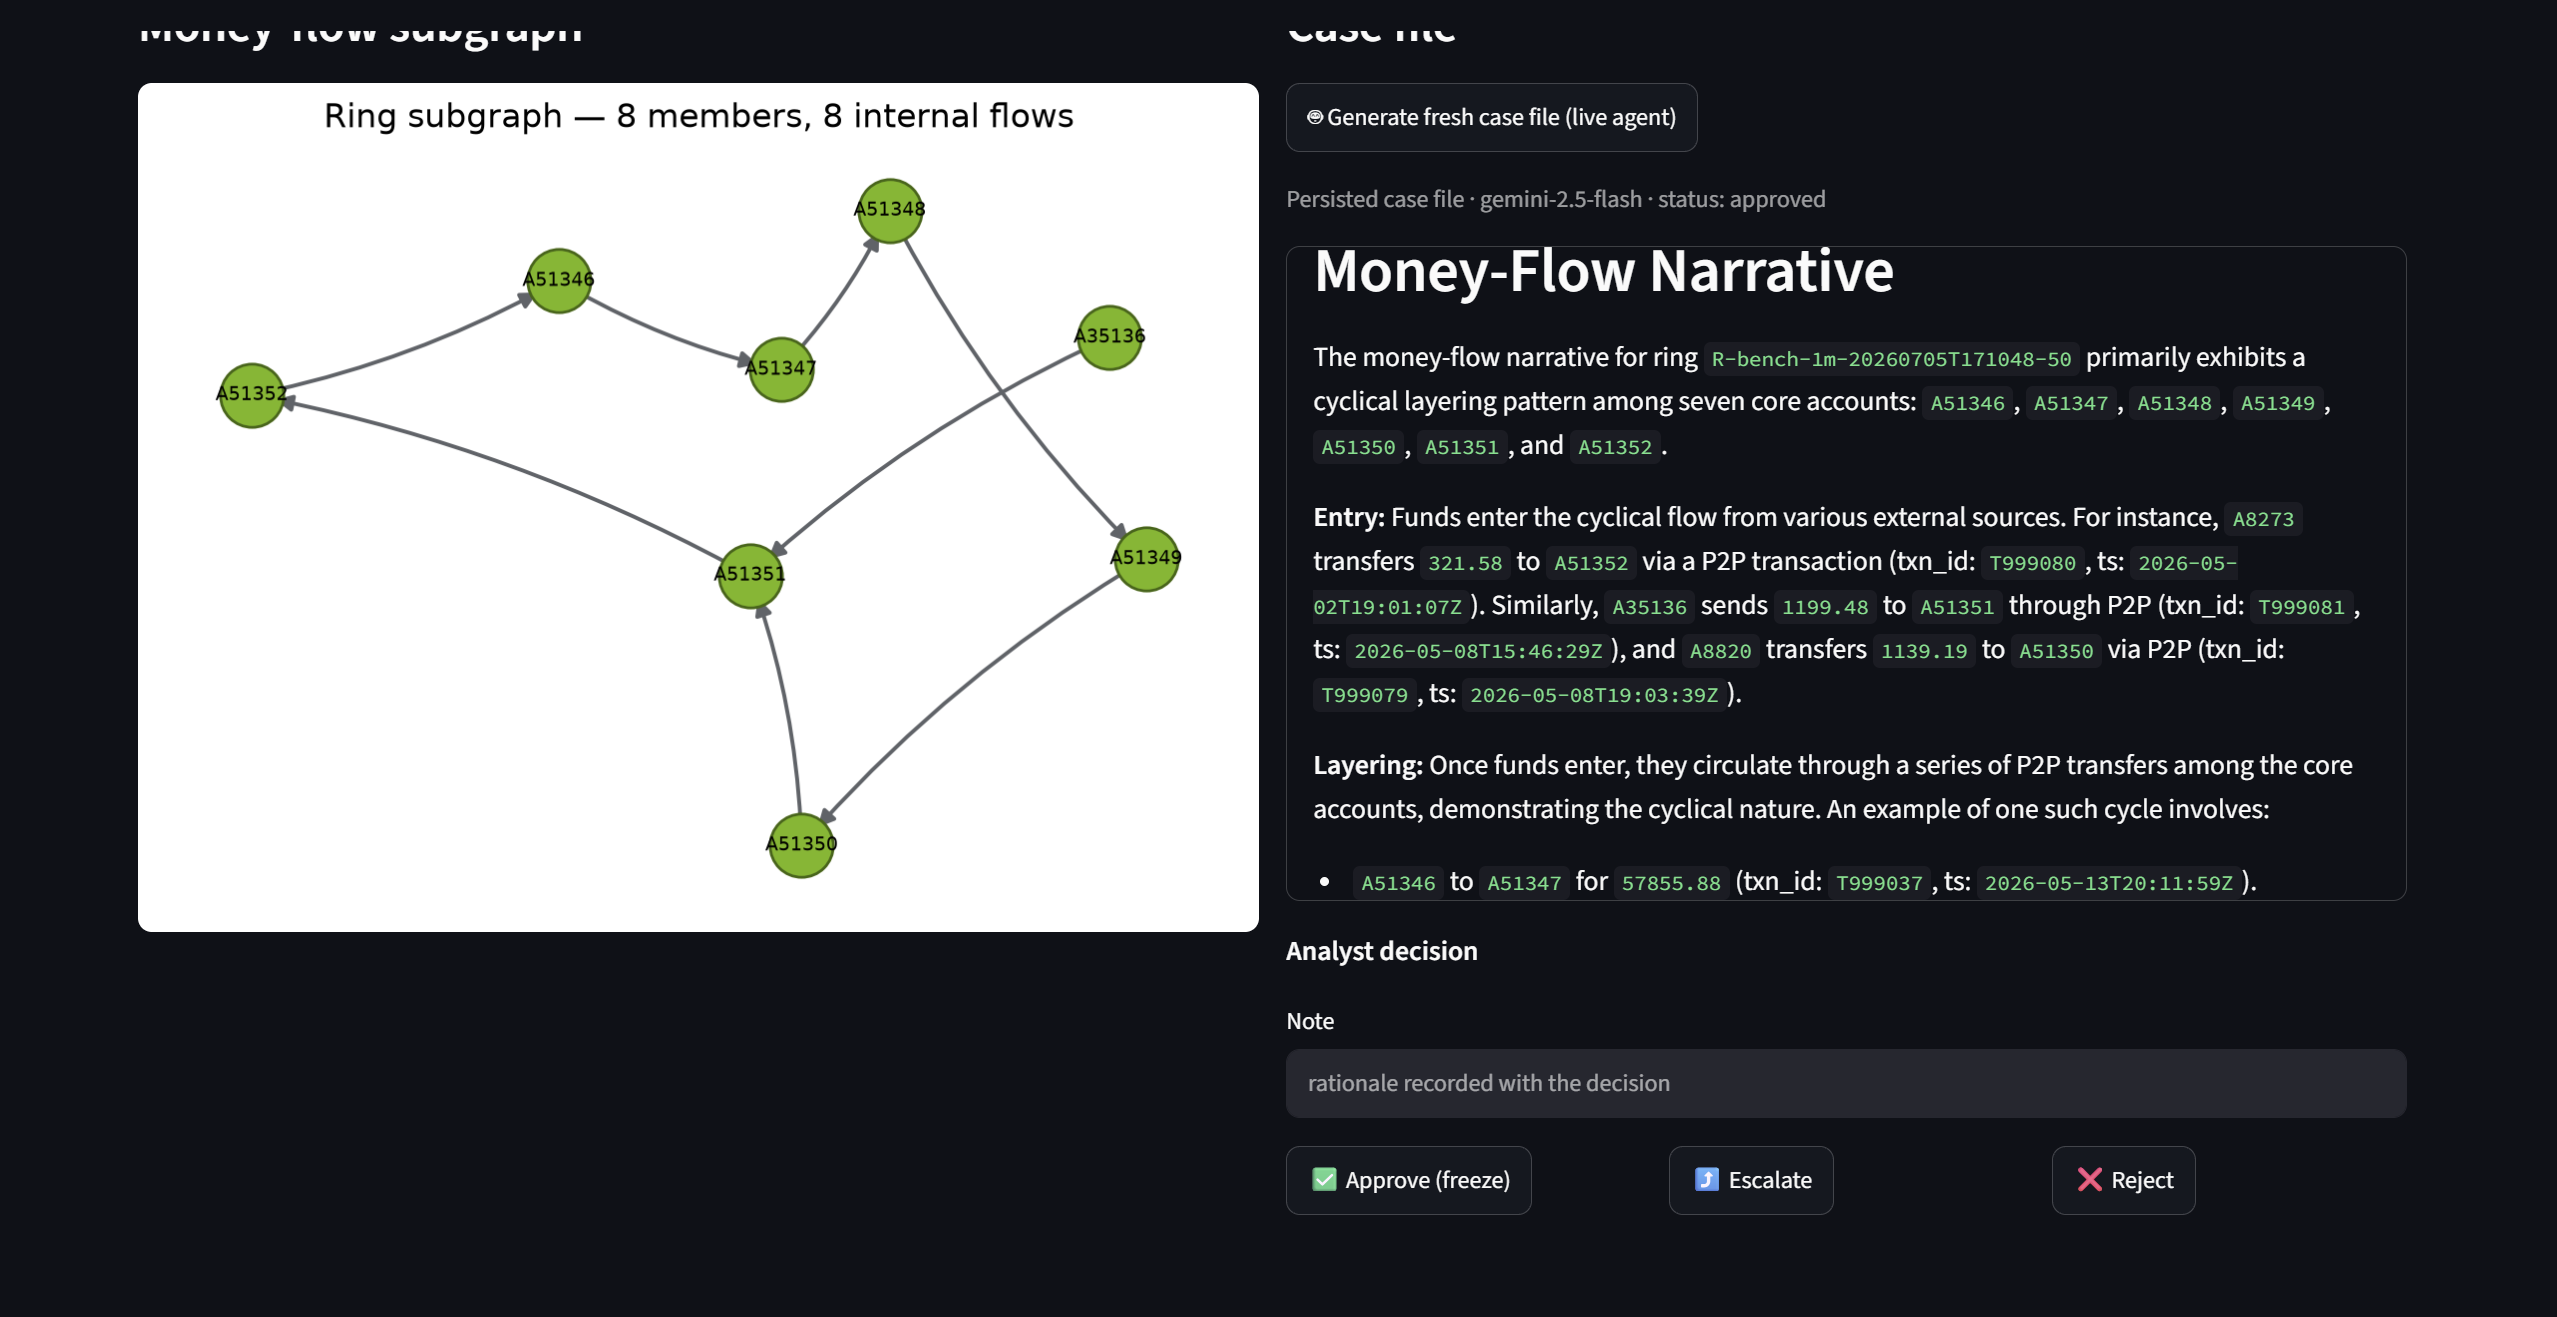 Money-flow subgraph
Ring subgraph — 8 members, 8 internal flows
A51348
A51346
A35136
A51347
A51352
A51349
A51351
A51350
Case file
Generate fresh case file (live agent)
Persisted case file · gemini-2.5-flash · status: approved
Money-Flow Narrative
The money-flow narrative for ring R-bench-1m-20260705T171048-50 primarily exhibits a
cyclical layering pattern among seven core accounts: A51346 , A51347 , A51348 , A51349 ,
A51350 , A51351 , and A51352 .
Entry: Funds enter the cyclical flow from various external sources. For instance, A8273
transfers 321.58 to A51352 via a P2P transaction (txn_id: T999080 , ts: 2026-05-
02T19:01:07Z ). Similarly, A35136 sends 1199.48 to A51351 through P2P (txn_id: T999081 ,
ts: 2026-05-08T15:46:29Z ), and A8820 transfers 1139.19 to A51350 via P2P (txn_id:
T999079 , ts: 2026-05-08T19:03:39Z ).
Layering: Once funds enter, they circulate through a series of P2P transfers among the core
accounts, demonstrating the cyclical nature. An example of one such cycle involves:
• A51346 to A51347 for 57855.88 (txn_id: T999037 , ts: 2026-05-13T20:11:59Z ).
Analyst decision
Note
rationale recorded with the decision
Approve (freeze)
Escalate
Reject